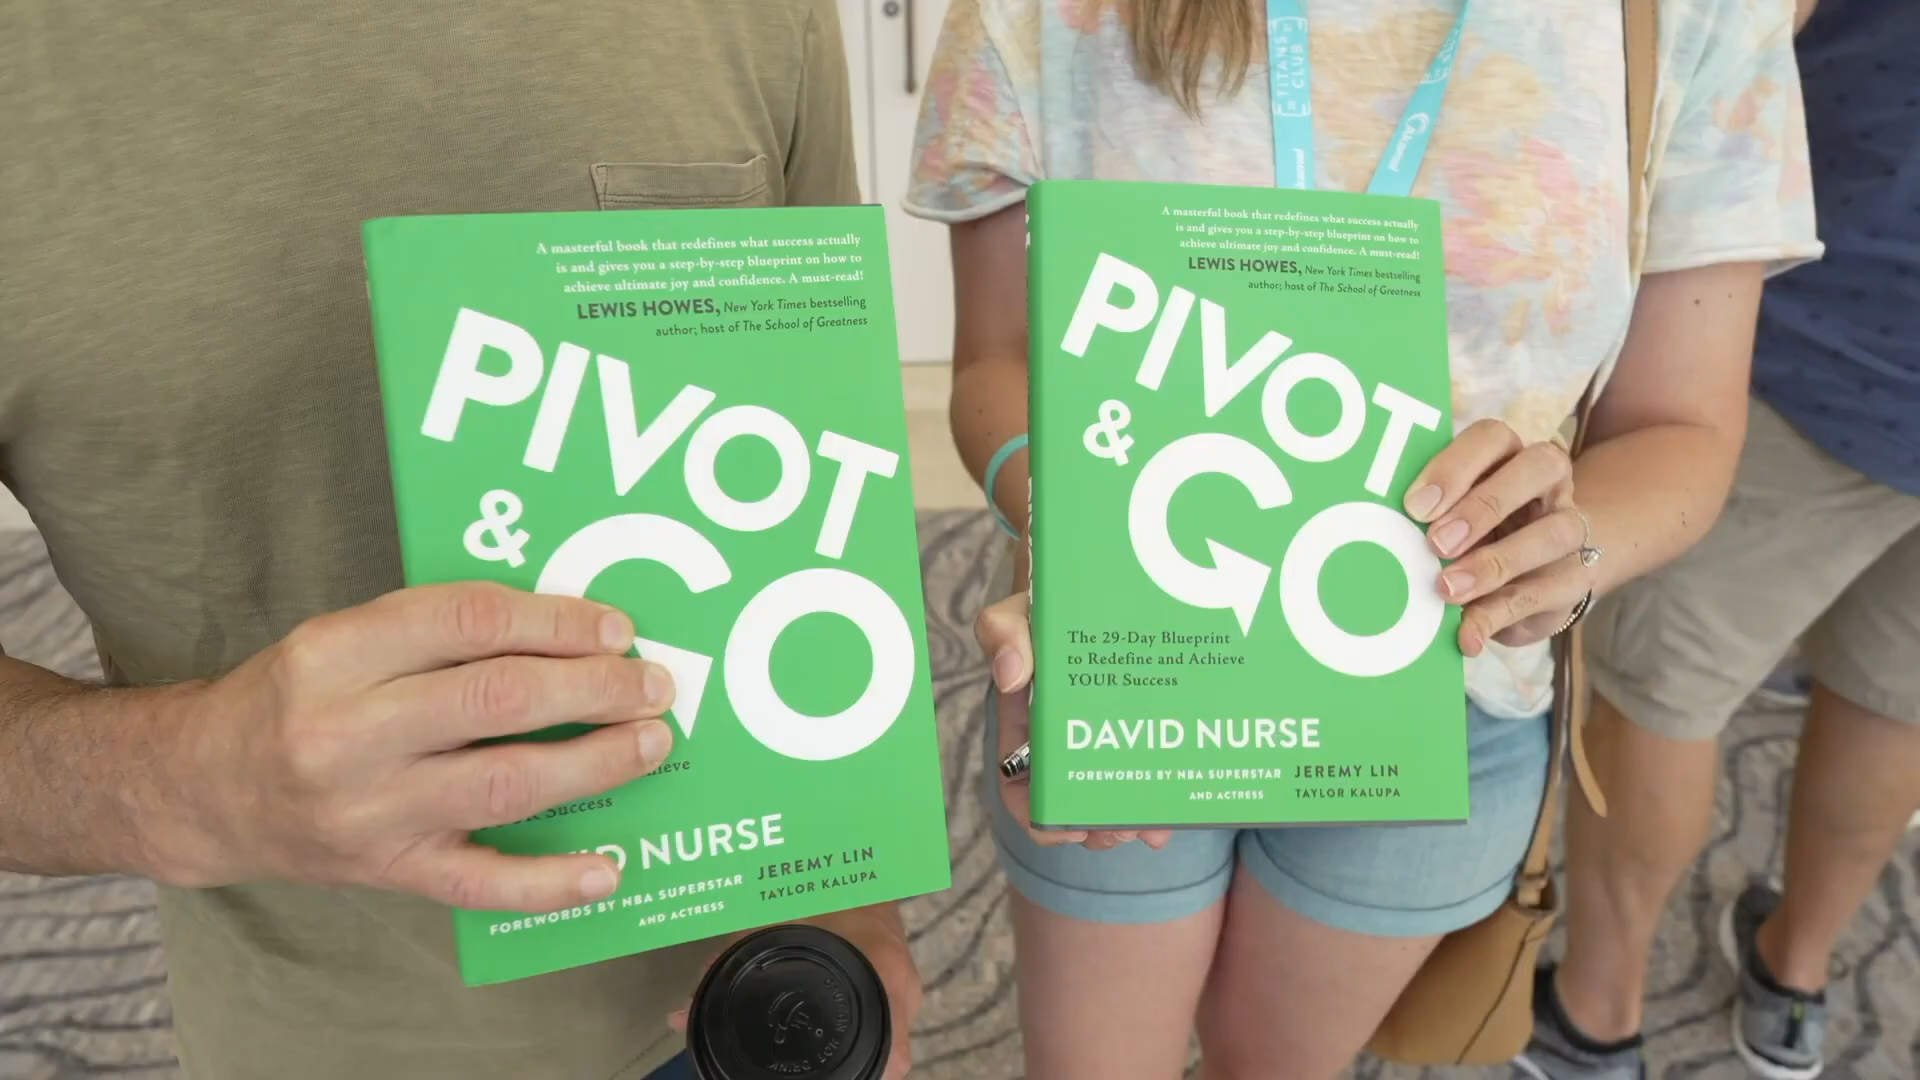 A masterful book that redefines what success actually
is and gives you a step-by-step blueprint on how to
achieve ultimate joy and confidence. A must-read!
LEWIS HOWES, New York Times bestselling
author; host of The School of Greatness
PIVOT
& GO
Success
NURSE
FOREWORDS BY NBA SUPERSTAR JEREMY LIN
AND ACTRESS TAYLOR KALUPA
TITANS
CLUB
A masterful book that redefines what success actually
is and gives you a step-by-step blueprint on how to
achieve ultimate joy and confidence. A must-read!
LEWIS HOWES, New York Times bestselling
author; host of The School of Greatness
PIVOT
& GO
The 29-Day Blueprint
to Redefine and Achieve
YOUR Success
DAVID NURSE
FOREWORDS BY NBA SUPERSTAR JEREMY LIN
AND ACTRESS TAYLOR KALUPA